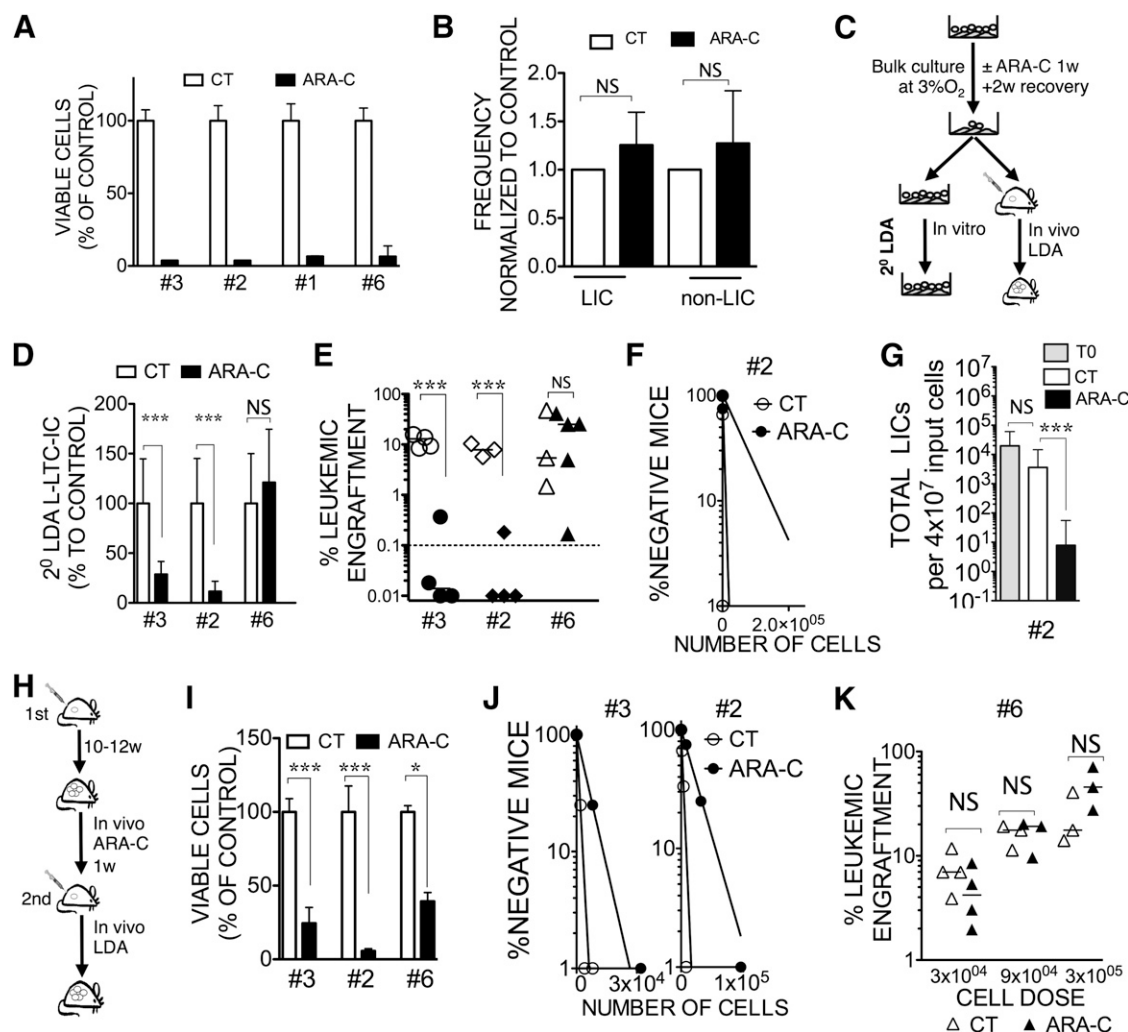 A
CT ARA-C
VIABLE CELLS
(% OF CONTROL)
100
50
0
#3 #2 #1 #6
B
CT ARA-C
FREQUENCY
NORMALIZED TO CONTROL
2.0
1.5
1.0
0.5
0.0
NS NS
LIC non-LIC
C
Bulk culture
at 3%O2
± ARA-C 1w
+2w recovery
2⁰ LDA
In vitro
In vivo
LDA
D
CT ARA-C
2⁰ LDA L-LTC-IC
(% TO CONTROL)
200
150
100
50
0
*** *** NS
#3 #2 #6
E
% LEUKEMIC
ENGRAFTMENT
100
10
1
0.1
0.01
*** *** NS
#3 #2 #6
F
#2
CT
ARA-C
%NEGATIVE MICE
100
10
1
0 2.0×10⁰⁵
NUMBER OF CELLS
G
T0
CT
ARA-C
TOTAL LICs
per 4x10⁷ input cells
10⁷
10⁶
10⁵
10⁴
10³
10²
10¹
10⁰
10⁻¹
NS
***
#2
H
1st
10-12w
In vivo
ARA-C
1w
2nd
In vivo
LDA
I
CT ARA-C
VIABLE CELLS
(% OF CONTROL)
150
100
50
0
*** *** *
#3 #2 #6
J
#3 #2
CT
ARA-C
%NEGATIVE MICE
100
10
1
0 3x10⁴
100
10
1
0 1x10⁵
NUMBER OF CELLS
K
#6
% LEUKEMIC
ENGRAFTMENT
100
10
1
NS NS NS
3x10⁰⁴ 9x10⁰⁴ 3x10⁰⁵
CELL DOSE
CT ARA-C